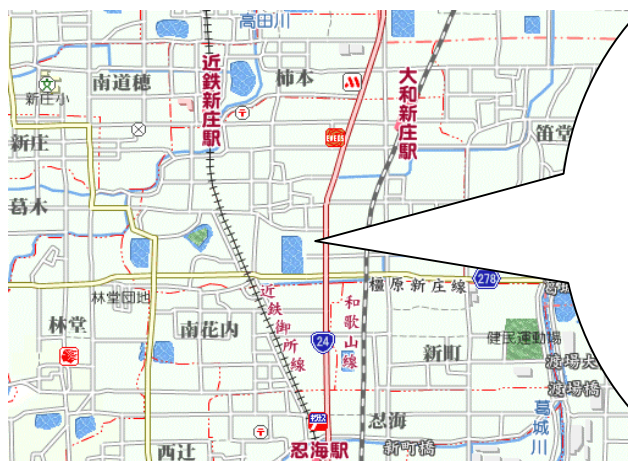 高田川
近鉄新庄駅
南道穂
柿本
大和新庄駅
新庄小
新庄
笛堂
葛木
278
橿原新庄線
林堂団地
近鉄御所線
和歌山線
林堂
南花内
24
新町
健民運動場
渡場大
渡場橋
葛城川
忍海
西辻
忍海駅
新町橋